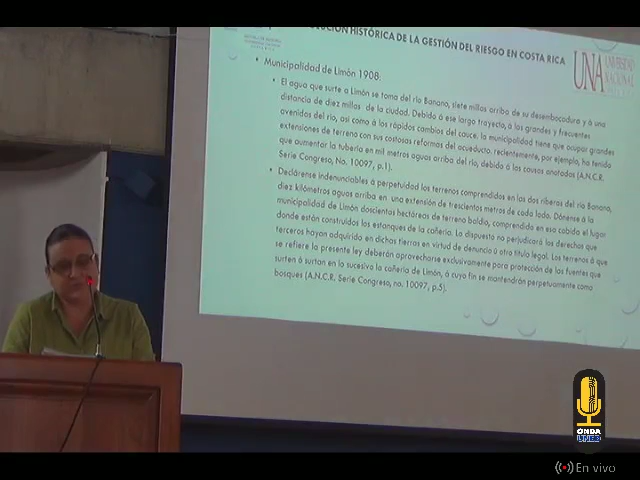 EVOLUCIÓN HISTÓRICA DE LA GESTIÓN DEL RIESGO EN COSTA RICA
UNA UNIVERSIDAD NACIONAL
• Municipalidad de Limón 1908:
• El agua que surte a Limón se toma del río Banano, siete millas arriba de su desembocadura y á una
distancia de diez millas de la ciudad. Debido á ese largo trayecto, a las grandes y frecuentes
avenidas del río, así como á los rápidos cambios del cauce; la municipalidad tiene que ocupar grandes
extensiones de terreno con sus costosas reformas del acueducto. recientemente, por ejemplo, ha tenido
que aumentar la tubería en mil metros aguas arriba del río, debido á las causas anotadas (A.N.C.R.
Serie Congreso, No. 10097, p.1).
• Declárense indenunciables a perpetuidad los terrenos comprendidos en las dos riberas del río Banano,
diez kilómetros aguas arriba en una extensión de trescientos metros de cada lado. Dónense á la
municipalidad de Limón doscientas hectáreas de terreno baldío, comprendido en esa cabida el lugar
donde están construidos los estanques de la cañería. Lo dispuesto no perjudicará los derechos que
terceros hayan adquirido en dichas tierras en virtud de denuncio ú otro título legal. Los terrenos á que
se refiere la presente ley deberán aprovecharse exclusivamente para protección de las fuentes que
surten ó surtan en lo sucesivo la cañería de Limón, á cuyo fin se mantendrán perpetuamente como
bosques (A.N.C.R. Serie Congreso, no. 10097, p.5).
ONDA
UNED
En vivo